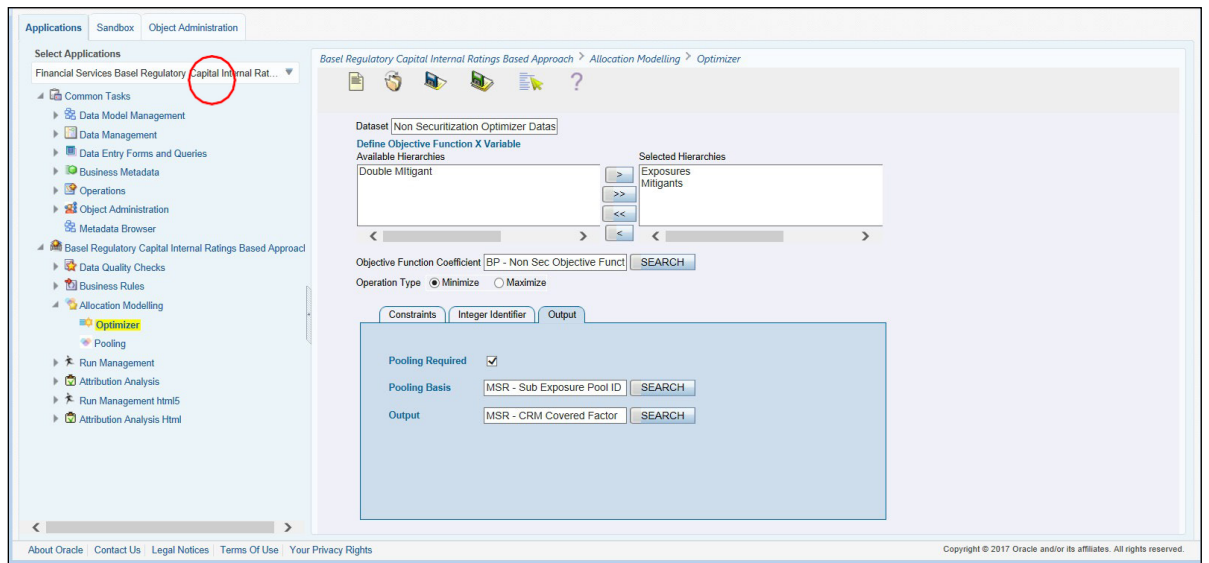 Applications Sandbox Object Administration
Select Applications
Financial Services Basel Regulatory Capital Internal Rat...
Common Tasks
Data Model Management
Data Management
Data Entry Forms and Queries
Business Metadata
Operations
Object Administration
Metadata Browser
Basel Regulatory Capital Internal Ratings Based Approacl
Data Quality Checks
Business Rules
Allocation Modelling
Optimizer
Pooling
Run Management
Attribution Analysis
Run Management html5
Attribution Analysis Html
Basel Regulatory Capital Internal Ratings Based Approach > Allocation Modelling > Optimizer
?
Dataset Non Securitization Optimizer Datas
Define Objective Function X Variable
Available Hierarchies Selected Hierarchies
Double MItigant > Exposures
>> Mitigants
<<
<
Objective Function Coefficient BP - Non Sec Objective Funct SEARCH
Operation Type Minimize Maximize
Constraints Integer Identifier Output
Pooling Required
Pooling Basis MSR - Sub Exposure Pool ID SEARCH
Output MSR - CRM Covered Factor SEARCH
About Oracle Contact Us Legal Notices Terms Of Use Your Privacy Rights Copyright © 2017 Oracle and/or its affiliates. All rights reserved.